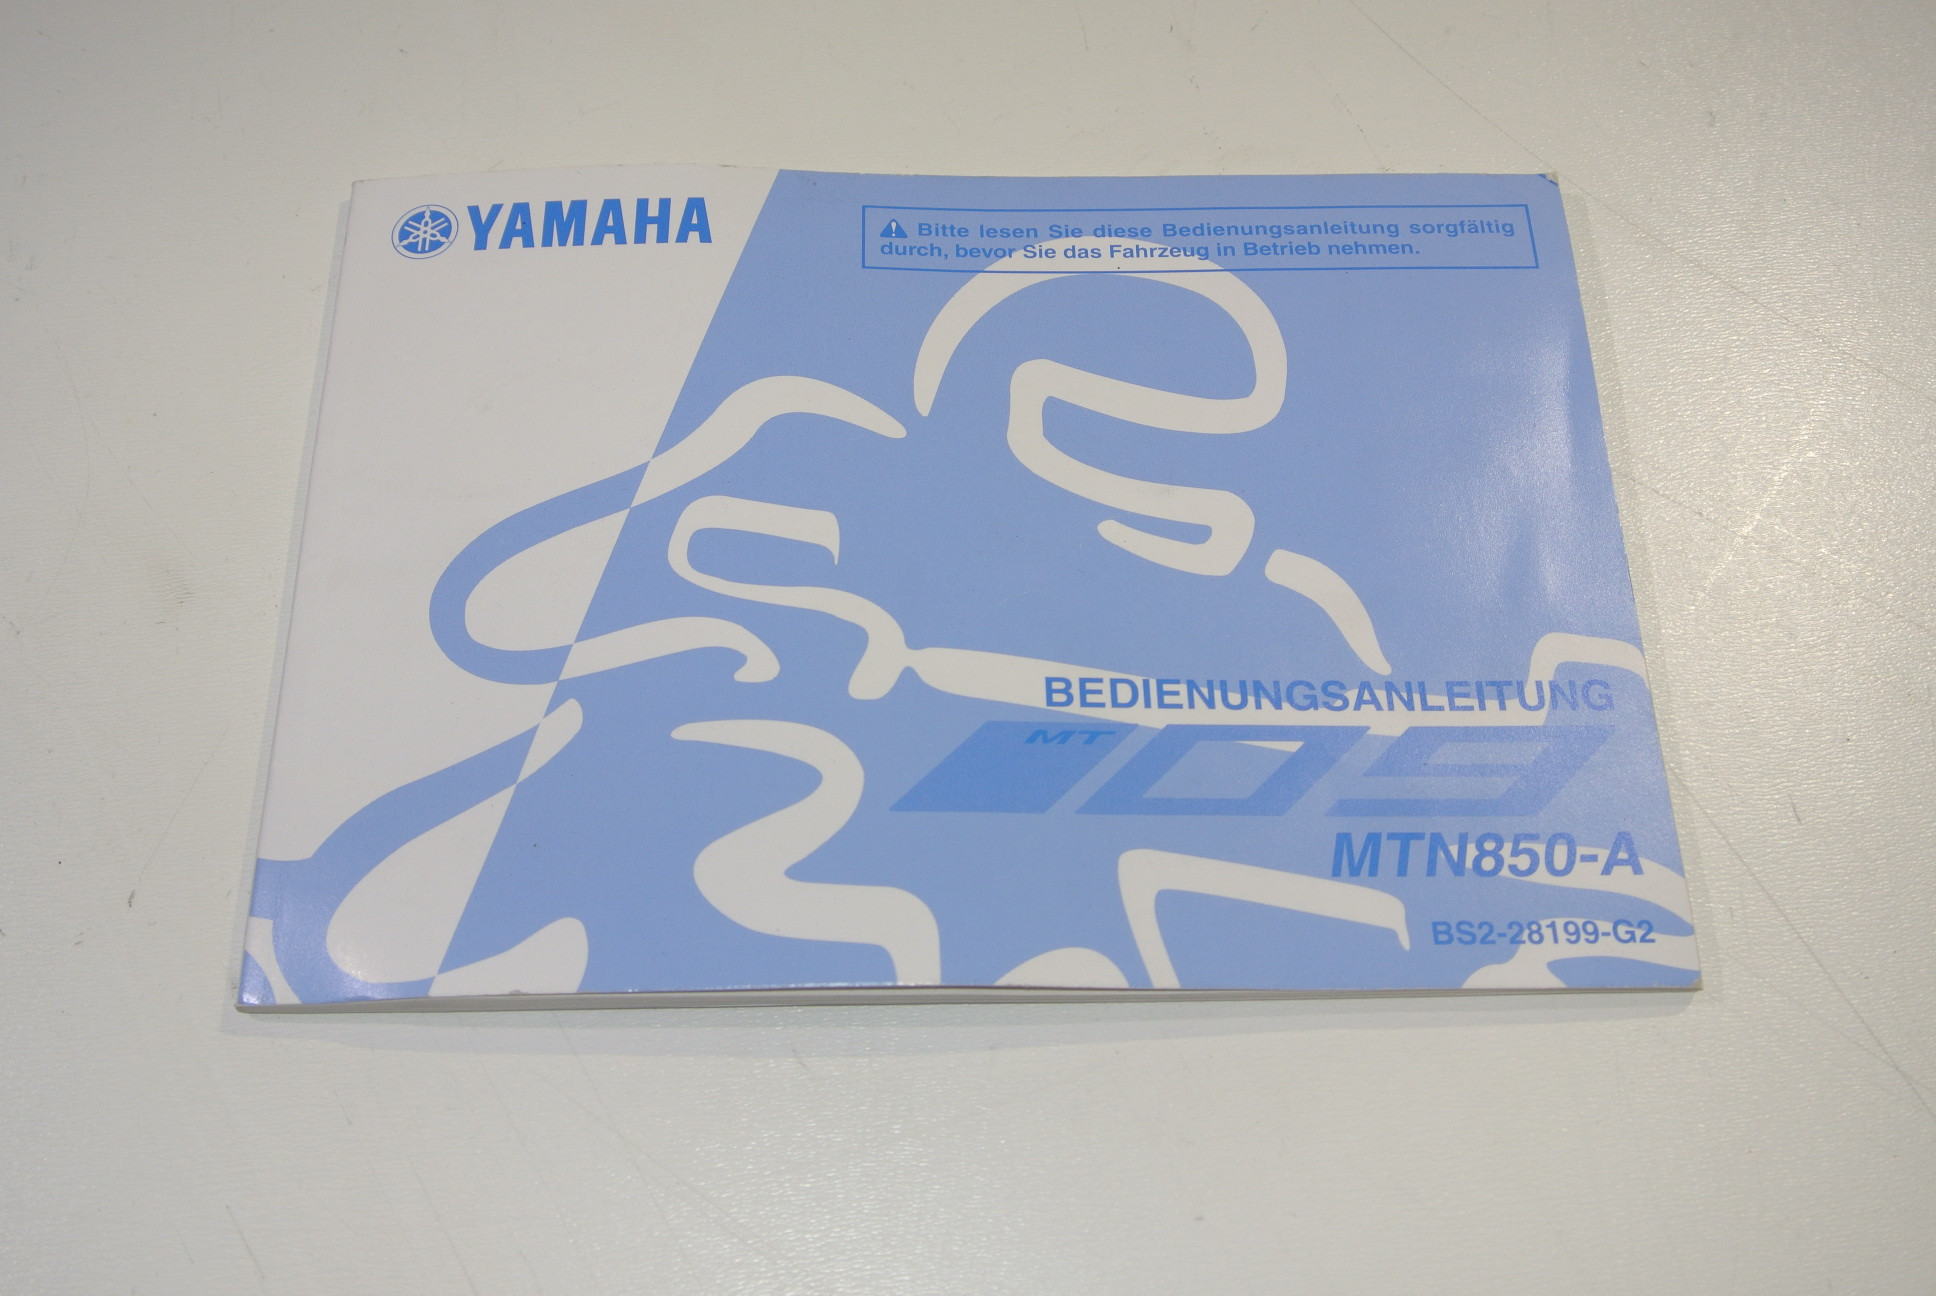 YAMAHA
Bitte lesen Sie diese Bedienungsanleitung sorgfältig
durch, bevor Sie das Fahrzeug in Betrieb nehmen.
BEDIENUNGSANLEITUNG
MT 09
MTN850-A
BS2-28199-G2